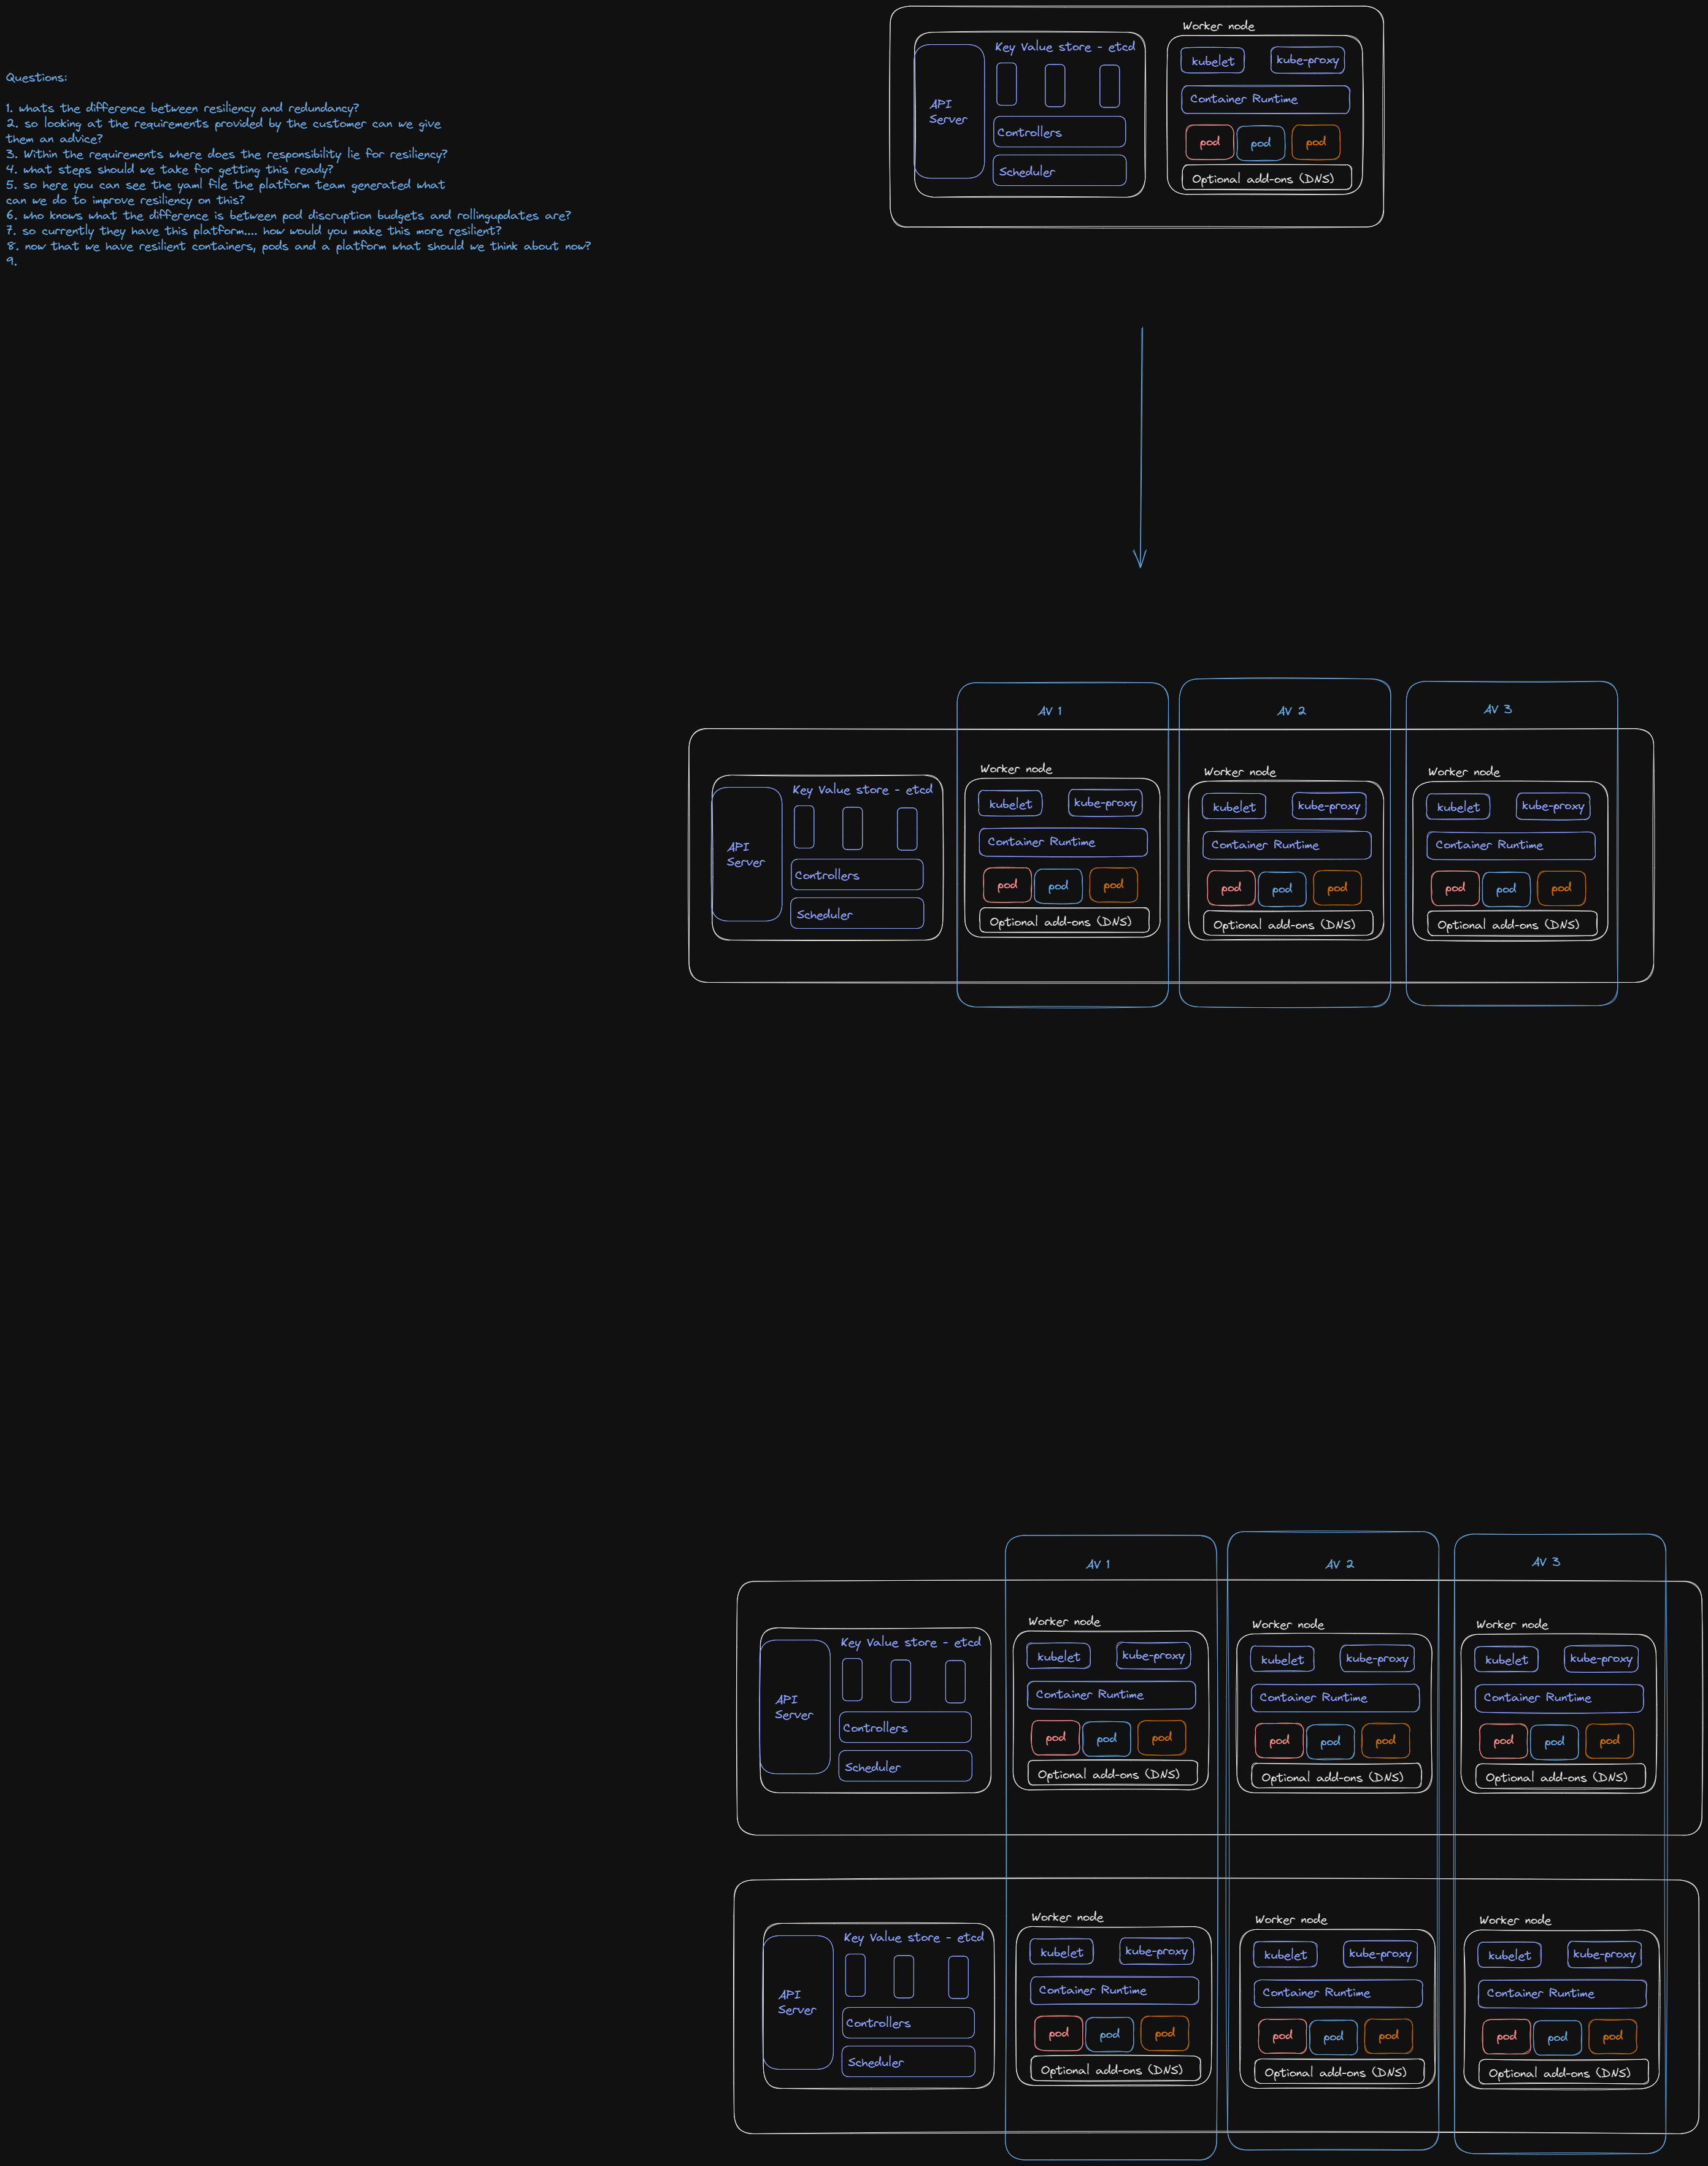 Questions:
1. whats the difference between resiliency and redundancy?
2. so looking at the requirements provided by the customer can we give
them an advice?
3. Within the requirements where does the responsibility lie for resiliency?
4. what steps should we take for getting this ready?
5. so here you can see the yaml file the platform team generated what
can we do to improve resiliency on this?
6. who knows what the difference is between pod discruption budgets and rollingupdates are?
7. so currently they have this platform.... how would you make this more resilient?
8. now that we have resilient containers, pods and a platform what should we think about now?
9.
Key Value store - etcd
API
Server
Controllers
Scheduler
Worker node
kubelet
kube-proxy
Container Runtime
pod
pod
pod
Optional add-ons (DNS)
AV 1
AV 2
AV 3
Key Value store - etcd
API
Server
Controllers
Scheduler
Worker node
kubelet
kube-proxy
Container Runtime
pod
pod
pod
Optional add-ons (DNS)
Worker node
kubelet
kube-proxy
Container Runtime
pod
pod
pod
Optional add-ons (DNS)
Worker node
kubelet
kube-proxy
Container Runtime
pod
pod
pod
Optional add-ons (DNS)
AV 1
AV 2
AV 3
Key Value store - etcd
API
Server
Controllers
Scheduler
Worker node
kubelet
kube-proxy
Container Runtime
pod
pod
pod
Optional add-ons (DNS)
Worker node
kubelet
kube-proxy
Container Runtime
pod
pod
pod
Optional add-ons (DNS)
Worker node
kubelet
kube-proxy
Container Runtime
pod
pod
pod
Optional add-ons (DNS)
Key Value store - etcd
API
Server
Controllers
Scheduler
Worker node
kubelet
kube-proxy
Container Runtime
pod
pod
pod
Optional add-ons (DNS)
Worker node
kubelet
kube-proxy
Container Runtime
pod
pod
pod
Optional add-ons (DNS)
Worker node
kubelet
kube-proxy
Container Runtime
pod
pod
pod
Optional add-ons (DNS)